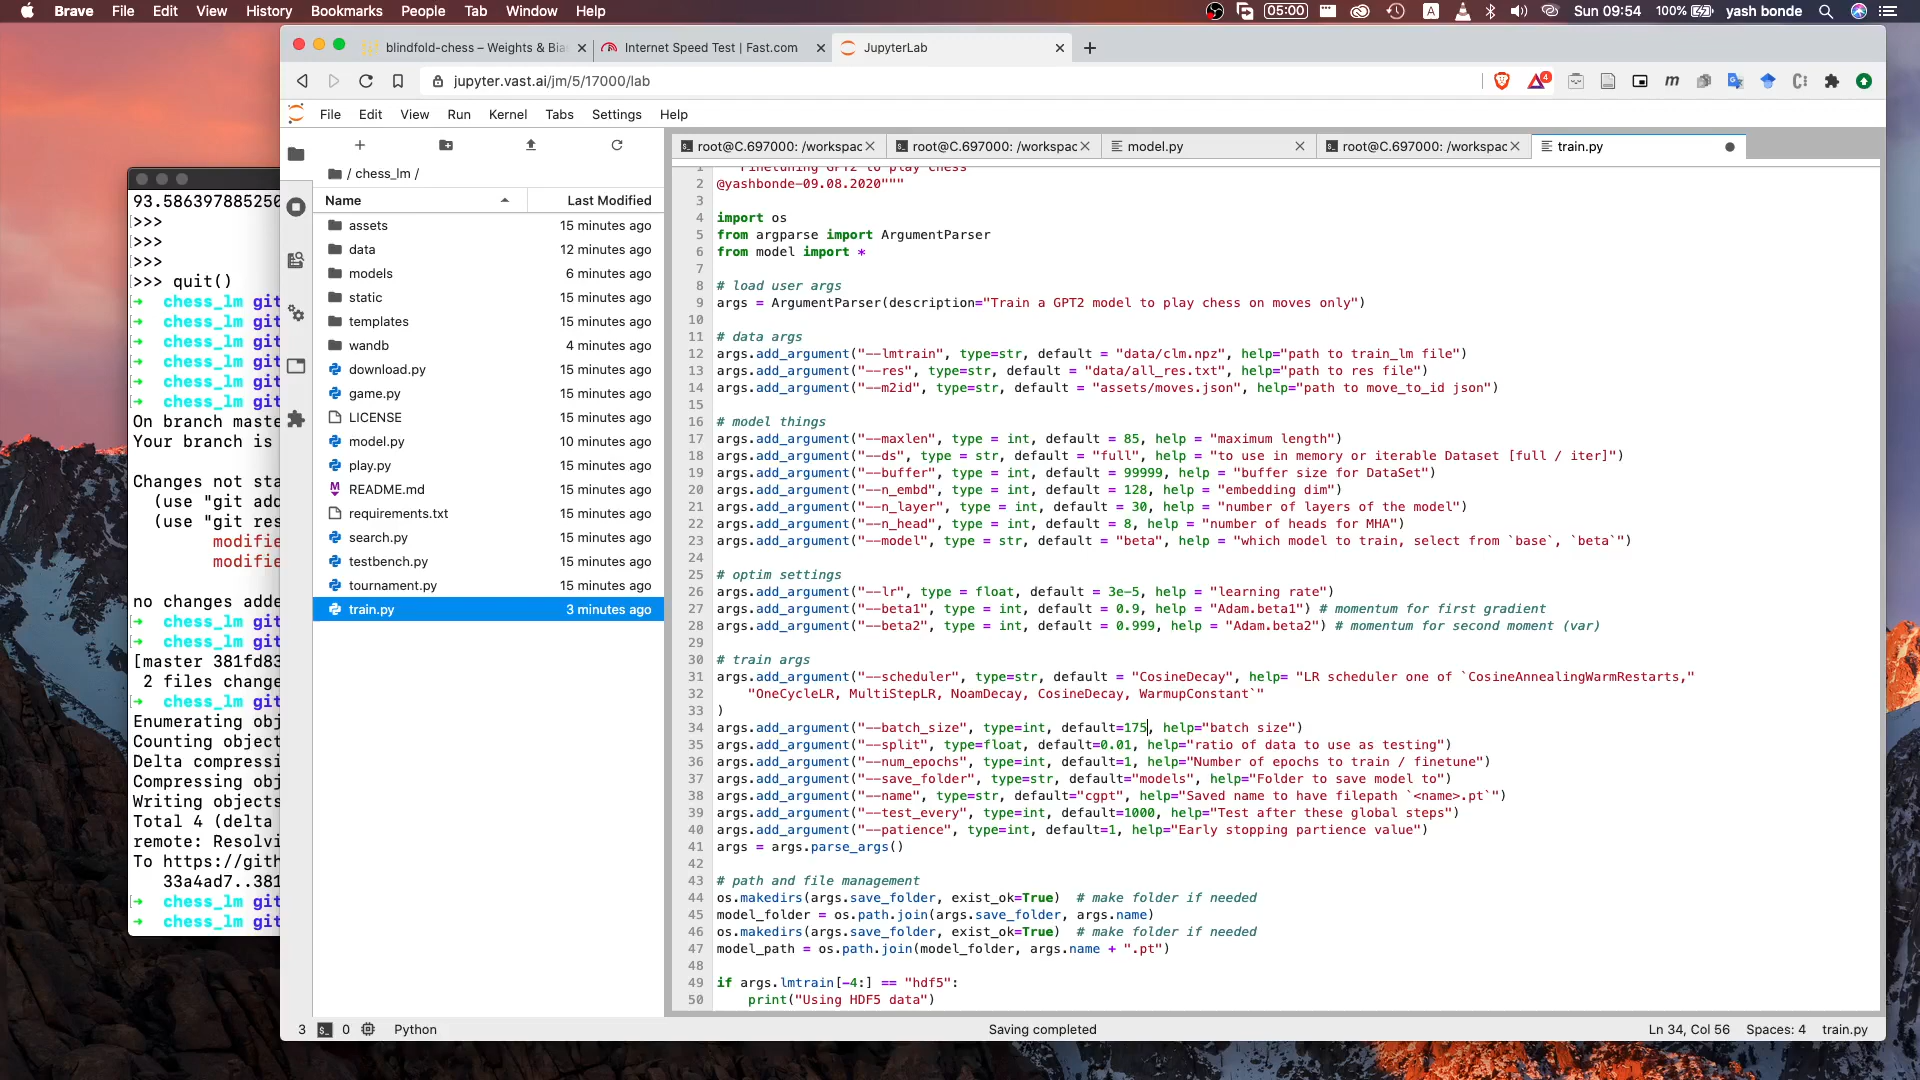 Brave File Edit View History Bookmarks People Tab Window Help 05:00 A Sun 09:54 100% yash bonde
blindfold-chess – Weights & Bia Internet Speed Test | Fast.com JupyterLab
jupyter.vast.ai/jm/5/17000/lab 4 m
File Edit View Run Kernel Tabs Settings Help
root@C.697000: /workspac root@C.697000: /workspac model.py root@C.697000: /workspac train.py
/ chess_lm /
Name Last Modified
assets 15 minutes ago
data 12 minutes ago
models 6 minutes ago
static 15 minutes ago
templates 15 minutes ago
wandb 4 minutes ago
download.py 15 minutes ago
game.py 15 minutes ago
LICENSE 15 minutes ago
model.py 10 minutes ago
play.py 15 minutes ago
README.md 15 minutes ago
requirements.txt 15 minutes ago
search.py 15 minutes ago
testbench.py 15 minutes ago
tournament.py 15 minutes ago
train.py 3 minutes ago
93.586397885250
>>>
>>>
>>>
>>> quit()
→ chess_lm git
→ chess_lm git
→ chess_lm git
→ chess_lm git
→ chess_lm git
→ chess_lm git
On branch maste
Your branch is
Changes not sta
(use "git add
(use "git res
modifie
modifie
no changes adde
→ chess_lm git
→ chess_lm git
[master 381fd83
2 files change
→ chess_lm git
Enumerating obj
Counting object
Delta compressi
Compressing obj
Writing objects
Total 4 (delta
remote: Resolvi
To https://gith
33a4ad7..381
→ chess_lm git
→ chess_lm git
1 Finetuning GPT2 to play chess
2 @yashbonde-09.08.2020"""
3
4 import os
5 from argparse import ArgumentParser
6 from model import *
7
8 # load user args
9 args = ArgumentParser(description="Train a GPT2 model to play chess on moves only")
10
11 # data args
12 args.add_argument("--lmtrain", type=str, default = "data/clm.npz", help="path to train_lm file")
13 args.add_argument("--res", type=str, default = "data/all_res.txt", help="path to res file")
14 args.add_argument("--m2id", type=str, default = "assets/moves.json", help="path to move_to_id json")
15
16 # model things
17 args.add_argument("--maxlen", type = int, default = 85, help = "maximum length")
18 args.add_argument("--ds", type = str, default = "full", help = "to use in memory or iterable Dataset [full / iter]")
19 args.add_argument("--buffer", type = int, default = 99999, help = "buffer size for DataSet")
20 args.add_argument("--n_embd", type = int, default = 128, help = "embedding dim")
21 args.add_argument("--n_layer", type = int, default = 30, help = "number of layers of the model")
22 args.add_argument("--n_head", type = int, default = 8, help = "number of heads for MHA")
23 args.add_argument("--model", type = str, default = "beta", help = "which model to train, select from `base`, `beta`")
24
25 # optim settings
26 args.add_argument("--lr", type = float, default = 3e-5, help = "learning rate")
27 args.add_argument("--beta1", type = int, default = 0.9, help = "Adam.beta1") # momentum for first gradient
28 args.add_argument("--beta2", type = int, default = 0.999, help = "Adam.beta2") # momentum for second moment (var)
29
30 # train args
31 args.add_argument("--scheduler", type=str, default = "CosineDecay", help= "LR scheduler one of `CosineAnnealingWarmRestarts,"
32 "OneCycleLR, MultiStepLR, NoamDecay, CosineDecay, WarmupConstant`"
33 )
34 args.add_argument("--batch_size", type=int, default=175, help="batch size")
35 args.add_argument("--split", type=float, default=0.01, help="ratio of data to use as testing")
36 args.add_argument("--num_epochs", type=int, default=1, help="Number of epochs to train / finetune")
37 args.add_argument("--save_folder", type=str, default="models", help="Folder to save model to")
38 args.add_argument("--name", type=str, default="cgpt", help="Saved name to have filepath `<name>.pt`")
39 args.add_argument("--test_every", type=int, default=1000, help="Test after these global steps")
40 args.add_argument("--patience", type=int, default=1, help="Early stopping partience value")
41 args = args.parse_args()
42
43 # path and file management
44 os.makedirs(args.save_folder, exist_ok=True) # make folder if needed
45 model_folder = os.path.join(args.save_folder, args.name)
46 os.makedirs(args.save_folder, exist_ok=True) # make folder if needed
47 model_path = os.path.join(model_folder, args.name + ".pt")
48
49 if args.lmtrain[-4:] == "hdf5":
50 print("Using HDF5 data")
3 0 Python Saving completed Ln 34, Col 56 Spaces: 4 train.py